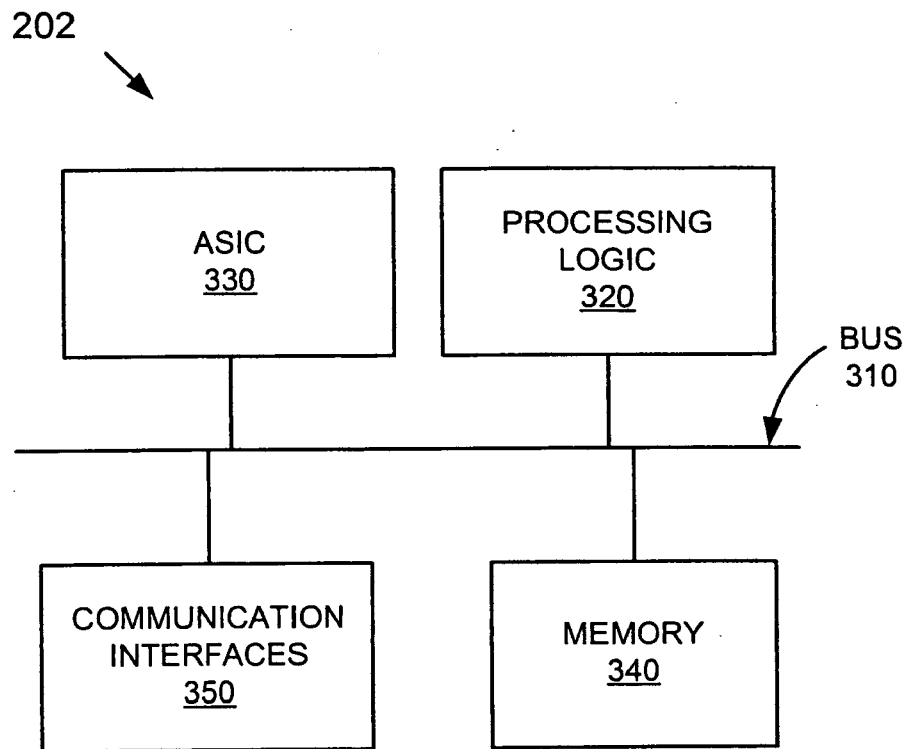 202
ASIC
330
PROCESSING
LOGIC
320
BUS
310
COMMUNICATION
INTERFACES
350
MEMORY
340